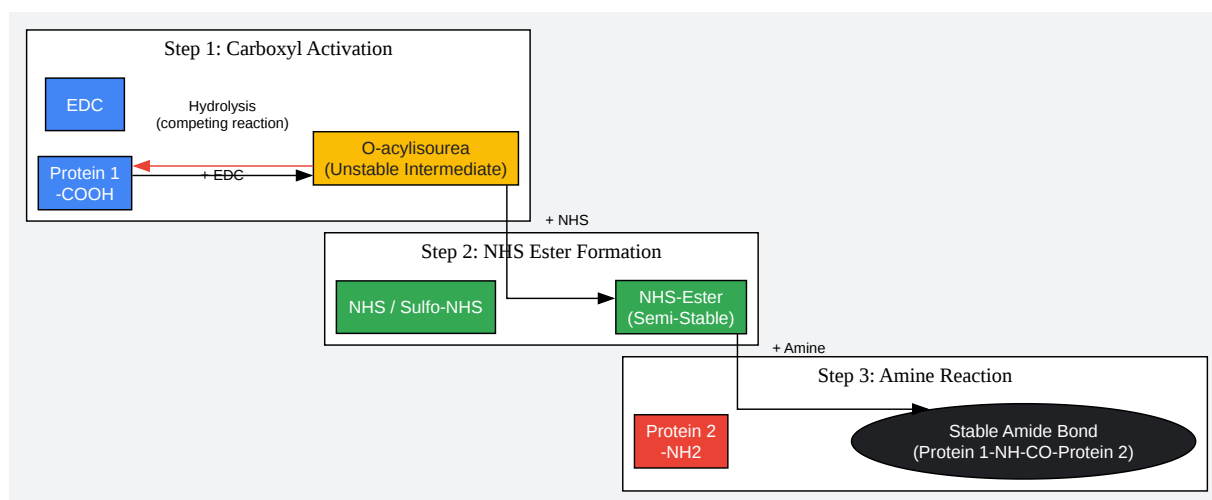 Step 1: Carboxyl Activation
EDC
Hydrolysis
(competing reaction)
O-acylisourea
(Unstable Intermediate)
Protein 1
-COOH
+ EDC
+ NHS
Step 2: NHS Ester Formation
NHS / Sulfo-NHS
NHS-Ester
(Semi-Stable)
+ Amine
Step 3: Amine Reaction
Protein 2
-NH2
Stable Amide Bond
(Protein 1-NH-CO-Protein 2)